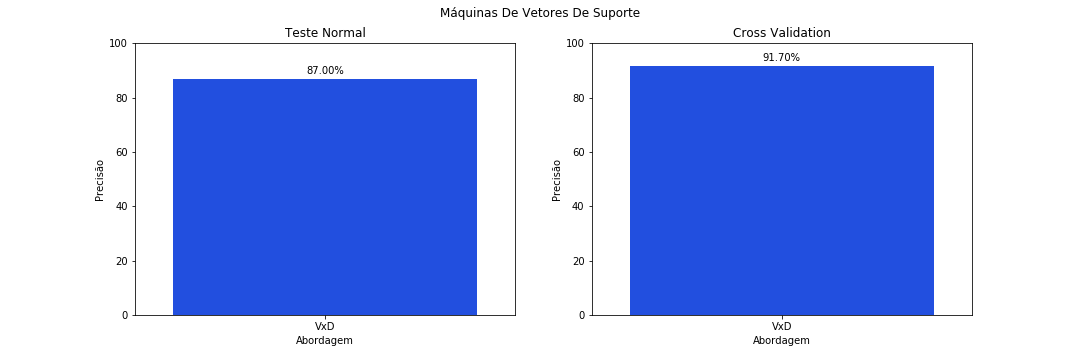 Máquinas De Vetores De Suporte
Teste Normal
100
80
60
40
20
0
Precisão
87.00%
VxD
Abordagem
Cross Validation
100
80
60
40
20
0
Precisão
91.70%
VxD
Abordagem